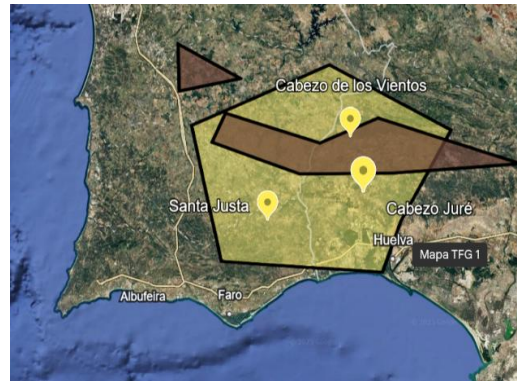 Cabezo de los Vientos
Santa Justa
Cabezo Juré
Huelva
Mapa TFG 1
Albufeira
Faro